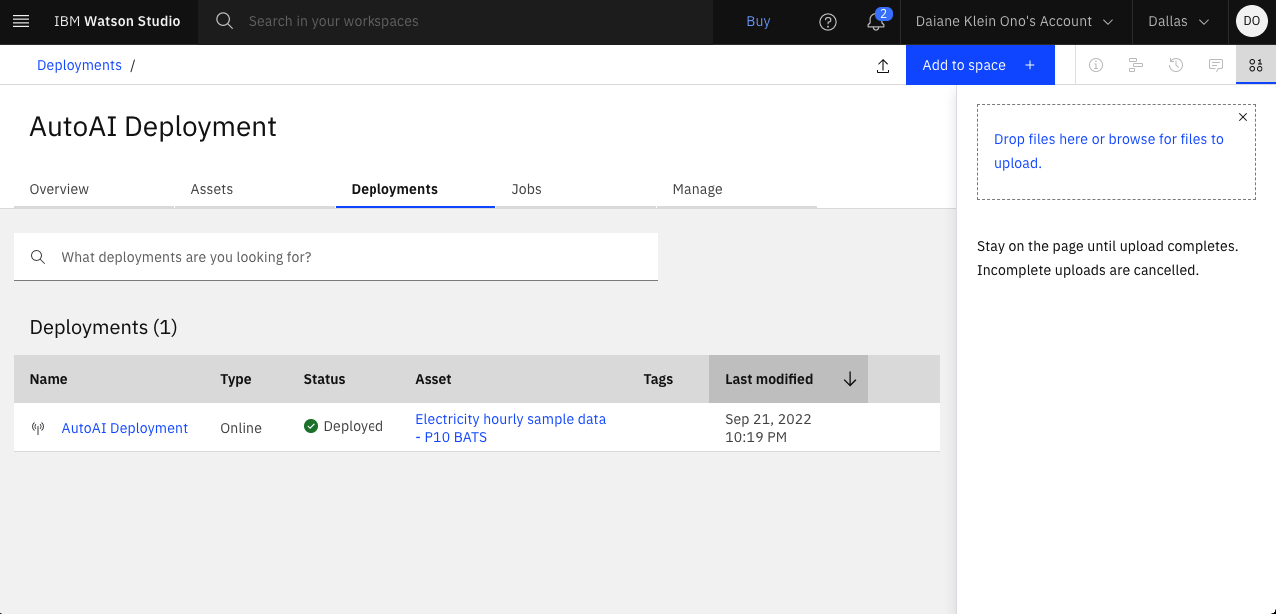 IBM Watson Studio
Search in your workspaces
Buy
2
Daiane Klein Ono's Account
Dallas
DO
Deployments /
Add to space +
AutoAI Deployment
Overview
Assets
Deployments
Jobs
Manage
What deployments are you looking for?
Deployments (1)
Name
Type
Status
Asset
Tags
Last modified
AutoAI Deployment
Online
Deployed
Electricity hourly sample data
- P10 BATS
Sep 21, 2022
10:19 PM
Drop files here or browse for files to
upload.
Stay on the page until upload completes.
Incomplete uploads are cancelled.